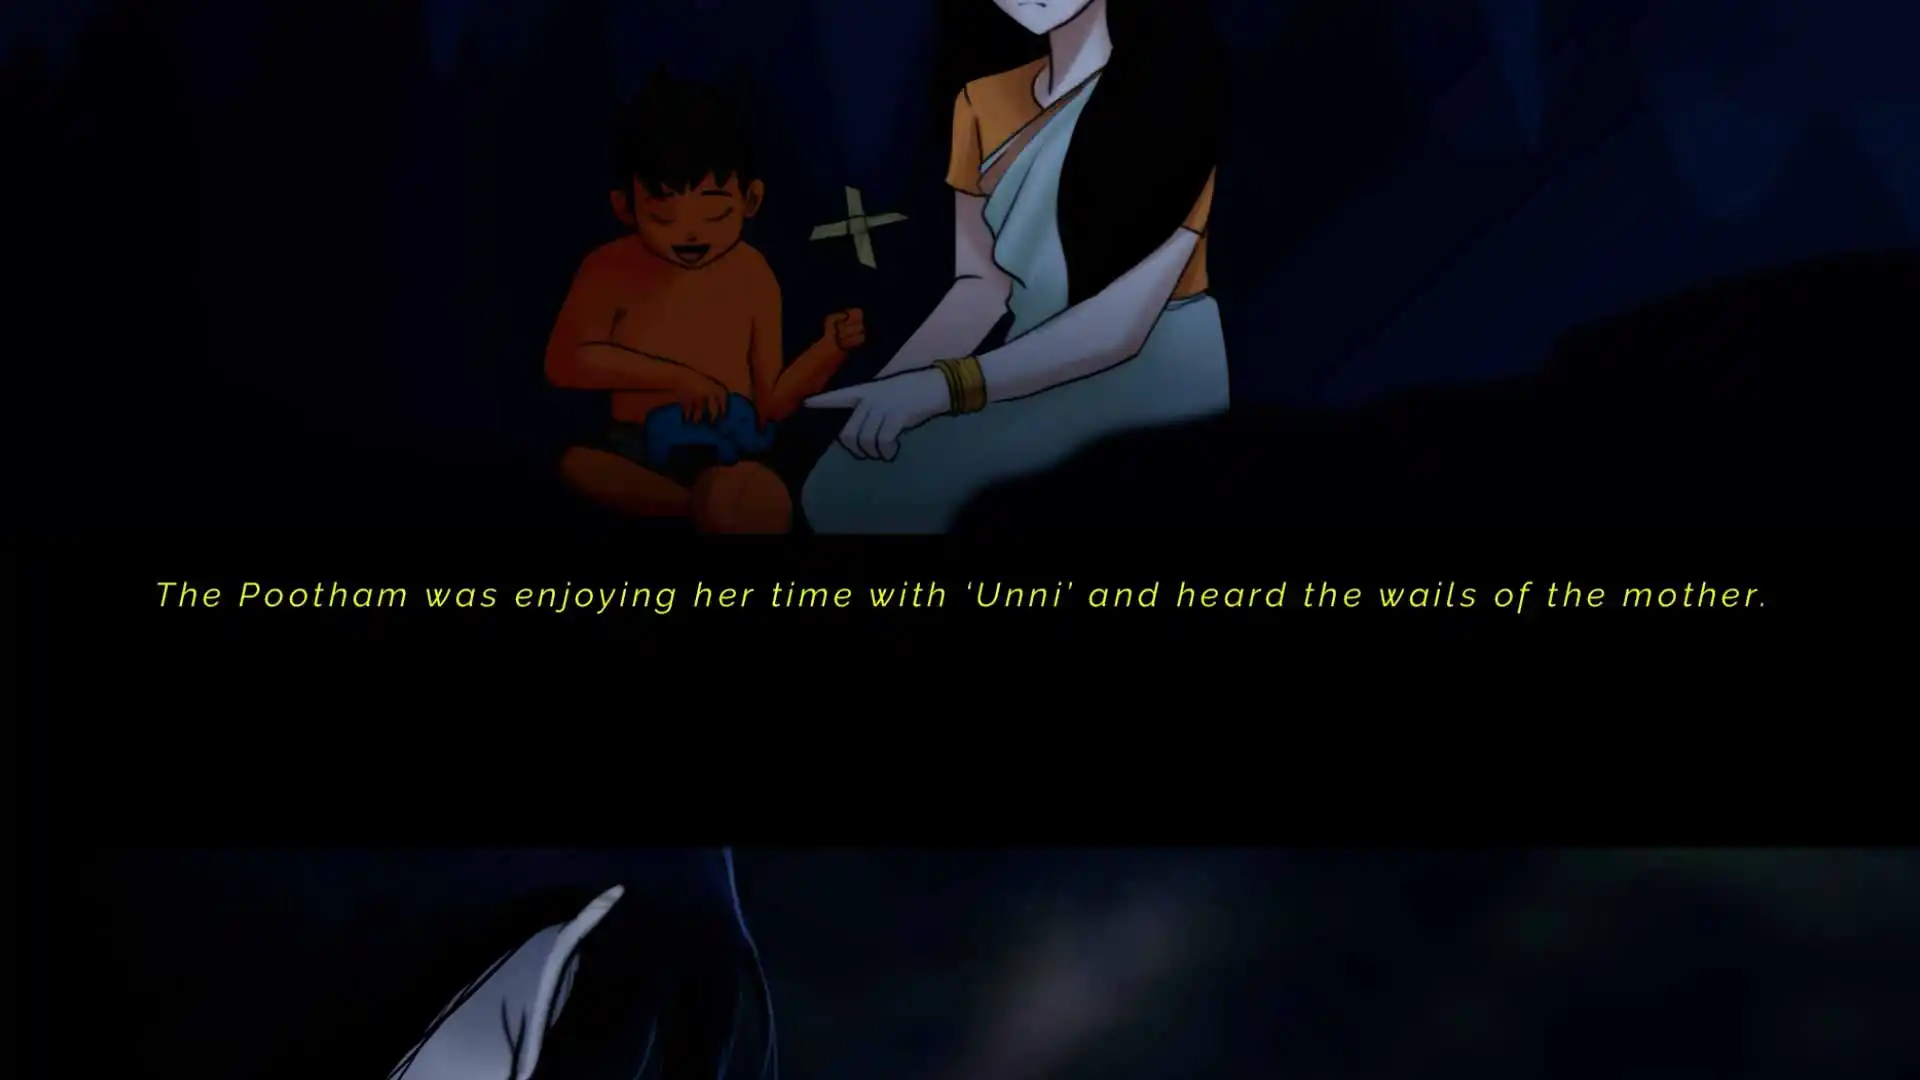 The Pootham was enjoying her time with ‘Unni’ and heard the wails of the mother.